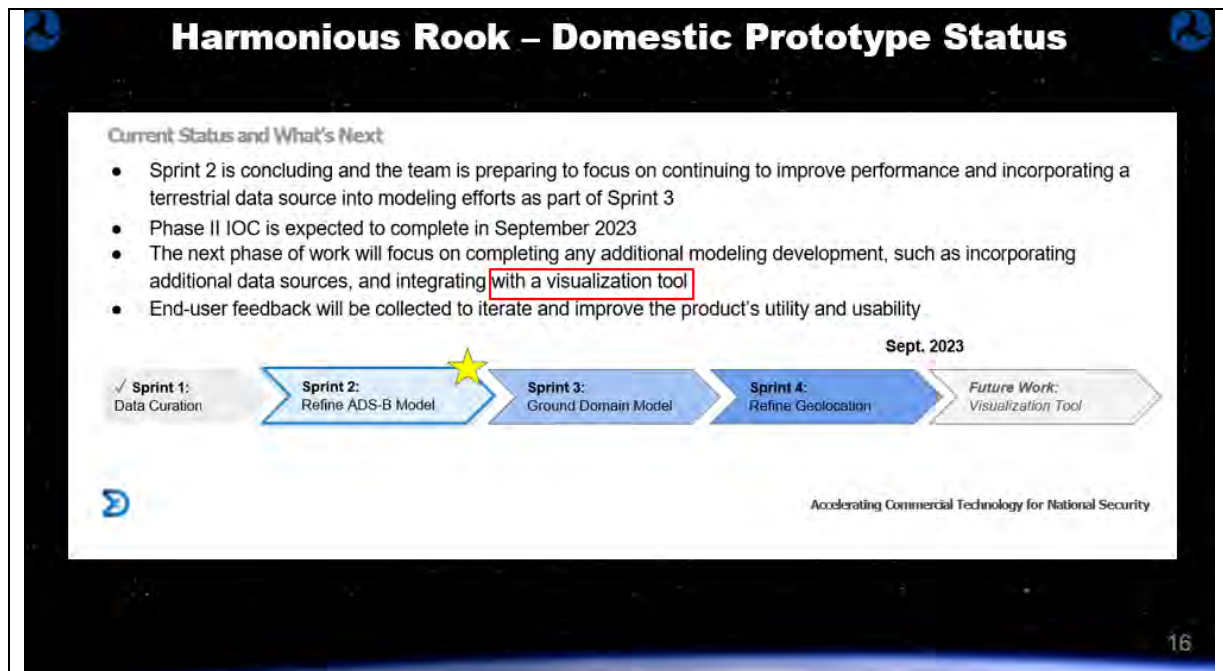 Harmonious Rook – Domestic Prototype Status
Current Status and What's Next
● Sprint 2 is concluding and the team is preparing to focus on continuing to improve performance and incorporating a
terrestrial data source into modeling efforts as part of Sprint 3
● Phase II IOC is expected to complete in September 2023
● The next phase of work will focus on completing any additional modeling development, such as incorporating
additional data sources, and integrating with a visualization tool
● End-user feedback will be collected to iterate and improve the product's utility and usability
Sept. 2023
✓ Sprint 1:
Data Curation
Sprint 2:
Refine ADS-B Model
Sprint 3:
Ground Domain Model
Sprint 4:
Refine Geolocation
Future Work:
Visualization Tool
Accelerating Commercial Technology for National Security
16